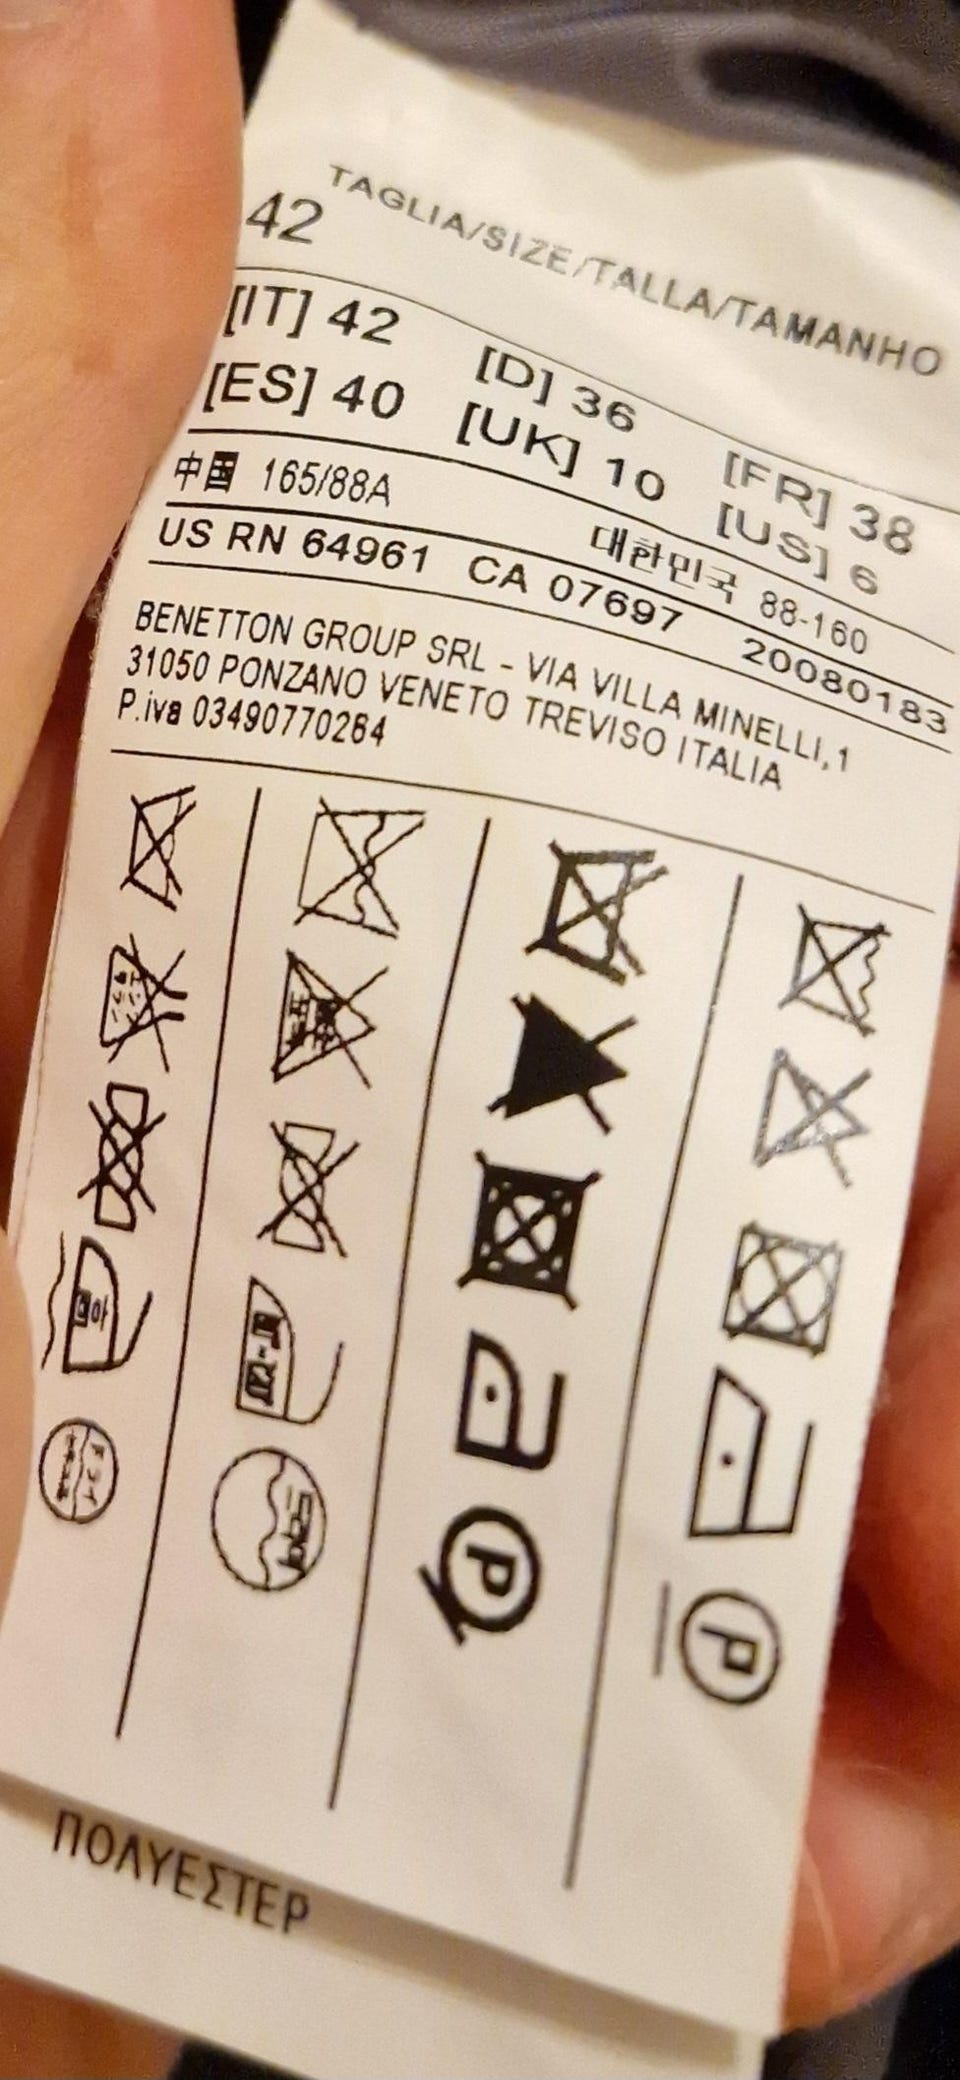 TAGLIA/SIZE/TALLA/TAMANHO
42
[IT] 42 [D] 36 [FR] 38
[ES] 40 [UK] 10 [US] 6
中国 165/88A 대한민국 88-160
US RN 64961 CA 07697 20080183
BENETTON GROUP SRL - VIA VILLA MINELLI, 1
31050 PONZANO VENETO TREVISO ITALIA
P.iva 03490770264
P
P
ΠΟΛΥΕΣΤΕΡ